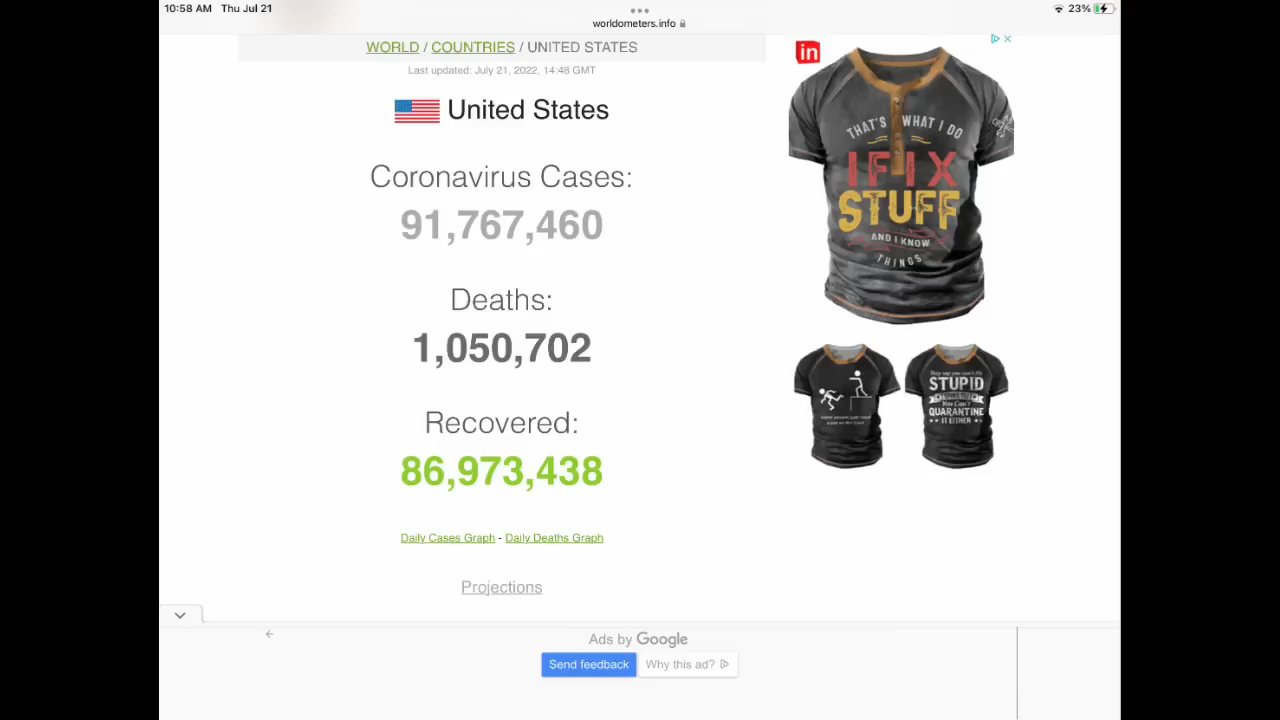 10:58 AM Thu Jul 21
23%
worldometers.info
WORLD / COUNTRIES / UNITED STATES
Last updated: July 21, 2022, 14:48 GMT
United States
Coronavirus Cases:
91,767,460
Deaths:
1,050,702
Recovered:
86,973,438
Daily Cases Graph - Daily Deaths Graph
Projections
in
THAT'S WHAT I DO
I FIX
STUFF
AND I KNOW
THINGS
STUPID
You Can't
QUARANTINE
IT EITHER
Ads by Google
Send feedback
Why this ad?